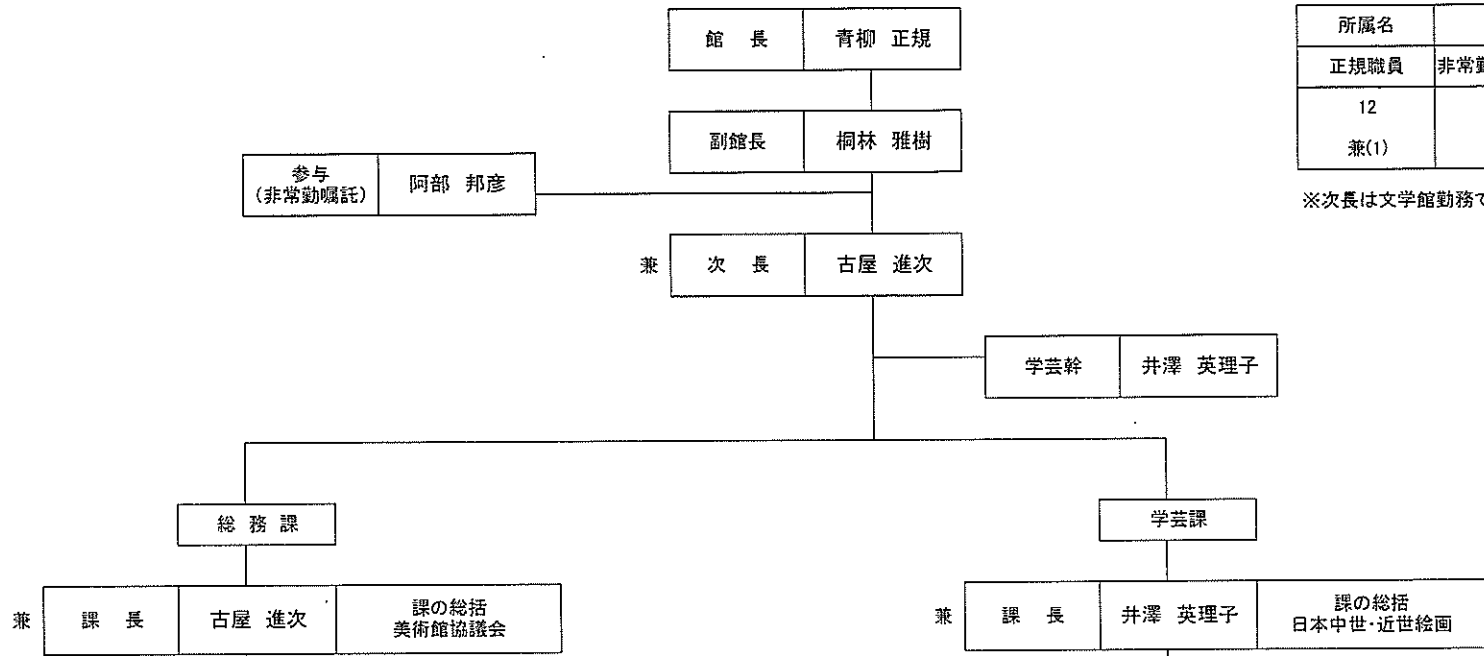 館 長 青柳 正規
所属名
正規職員
12
兼(1)
※次長は文学館勤務
副館長 桐林 雅樹
参与
(非常勤嘱託)
阿部 邦彦
兼 次 長 古屋 進次
学芸幹 井澤 英理子
総 務 課
学芸課
兼 課 長 古屋 進次
課の総括
美術館協議会
兼 課 長 井澤 英理子
課の総括
日本中世・近世絵画